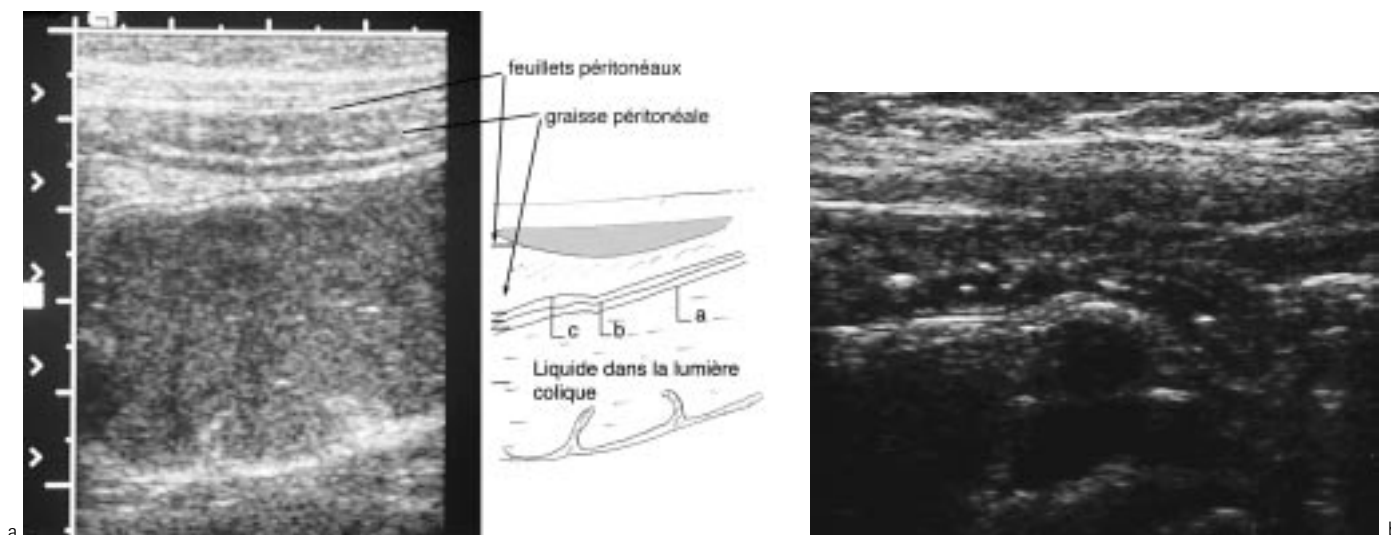 feuillets péritonéaux
graisse péritonéale
c
b
a
Liquide dans la lumière
colique
a
b